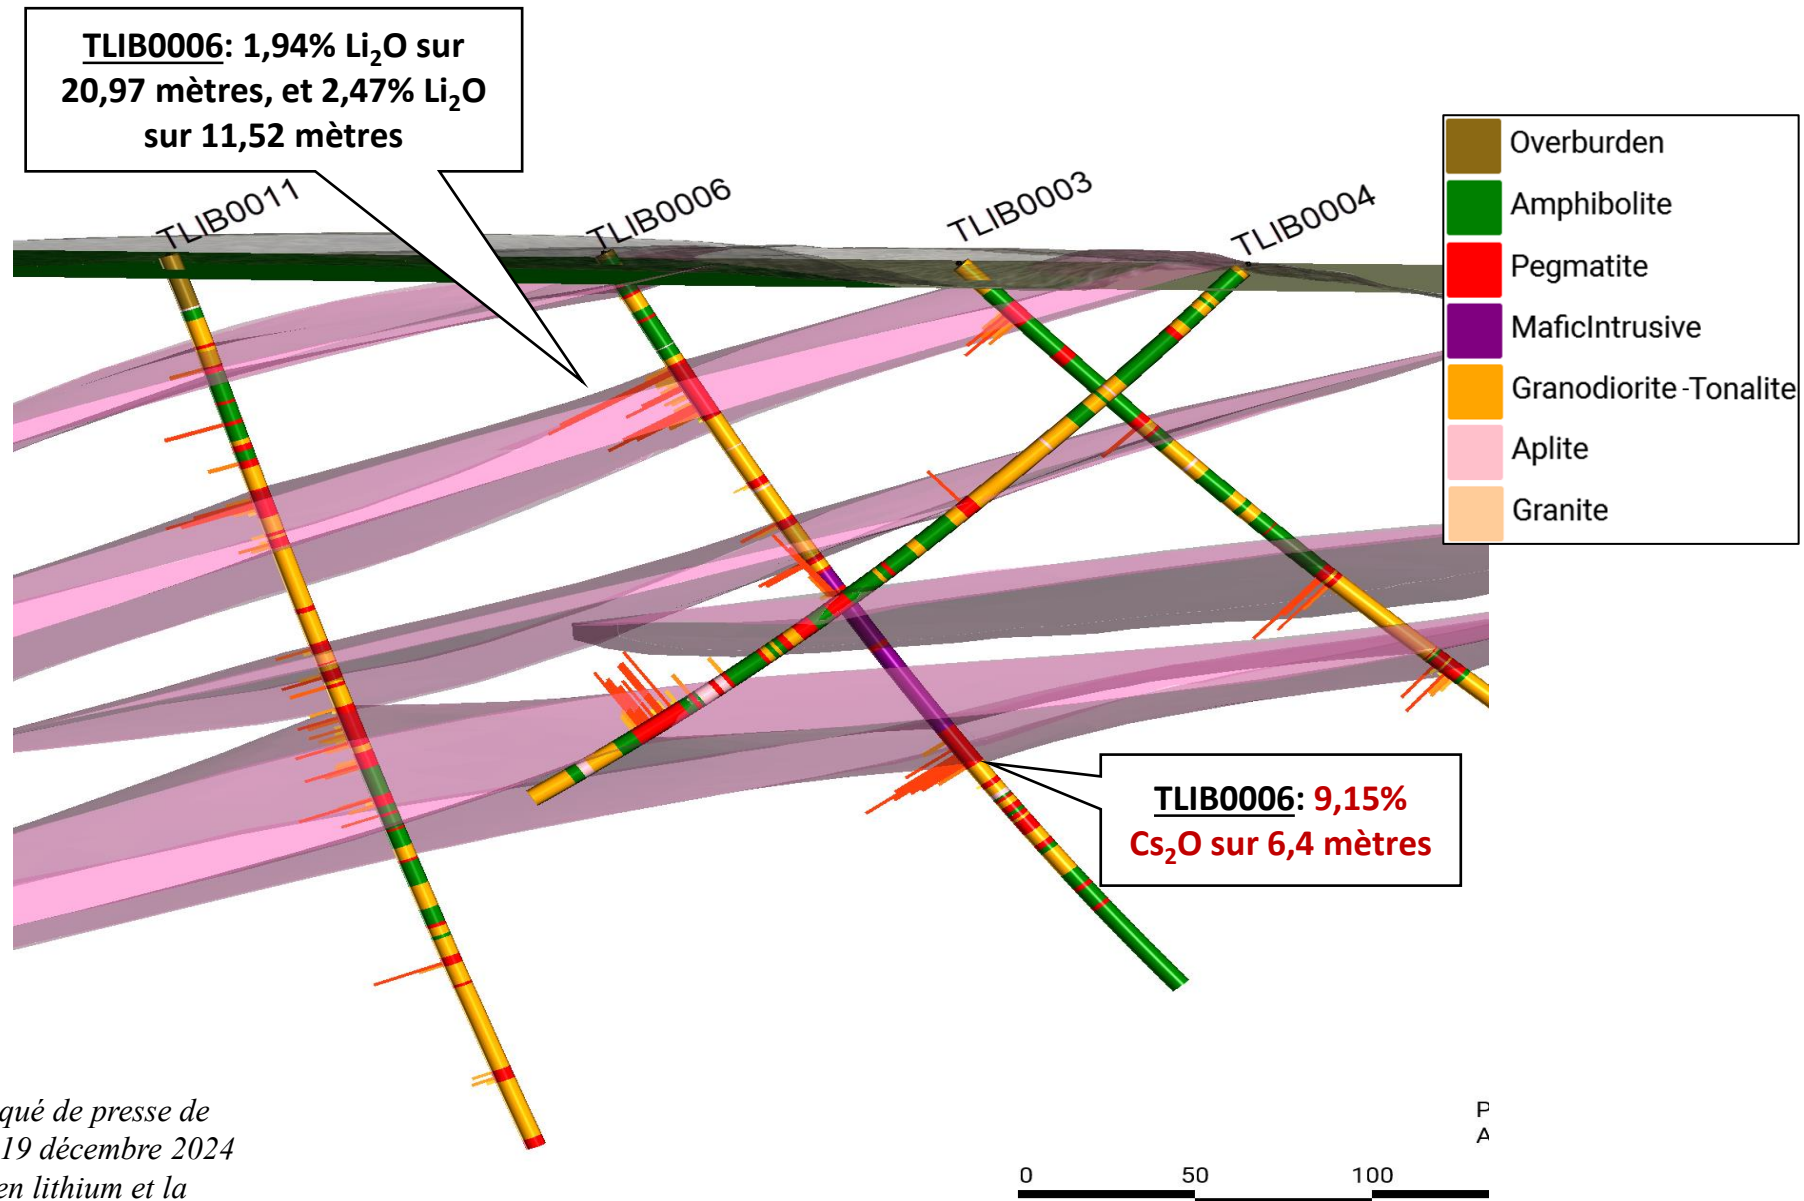 TLIB0006: 1,94% Li₂O sur
20,97 mètres, et 2,47% Li₂O
sur 11,52 mètres
TLIB0011
TLIB0006
TLIB0003
TLIB0004
Overburden
Amphibolite
Pegmatite
MaficIntrusive
Granodiorite-Tonalite
Aplite
Granite
TLIB0006: 9,15%
Cs₂O sur 6,4 mètres
qué de presse de
19 décembre 2024
en lithium et la
P
A
0 50 100